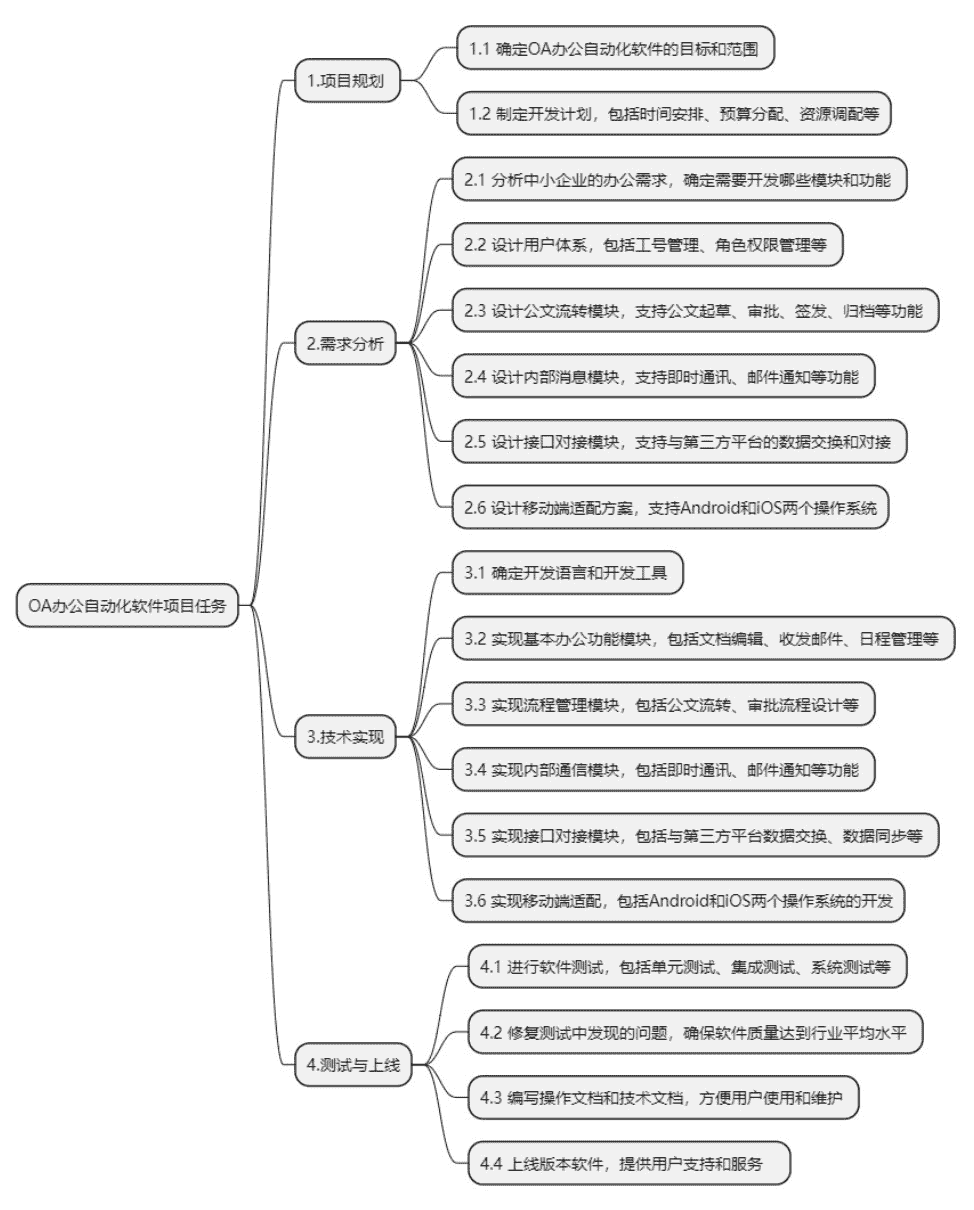 OA办公自动化软件项目任务
1.项目规划
1.1 确定OA办公自动化软件的目标和范围
1.2 制定开发计划，包括时间安排、预算分配、资源调配等
2.需求分析
2.1 分析中小企业的办公需求，确定需要开发哪些模块和功能
2.2 设计用户体系，包括工号管理、角色权限管理等
2.3 设计公文流转模块，支持公文起草、审批、签发、归档等功能
2.4 设计内部消息模块，支持即时通讯、邮件通知等功能
2.5 设计接口对接模块，支持与第三方平台的数据交换和对接
2.6 设计移动端适配方案，支持Android和iOS两个操作系统
3.技术实现
3.1 确定开发语言和开发工具
3.2 实现基本办公功能模块，包括文档编辑、收发邮件、日程管理等
3.3 实现流程管理模块，包括公文流转、审批流程设计等
3.4 实现内部通信模块，包括即时通讯、邮件通知等功能
3.5 实现接口对接模块，包括与第三方平台数据交换、数据同步等
3.6 实现移动端适配，包括Android和iOS两个操作系统的开发
4.测试与上线
4.1 进行软件测试，包括单元测试、集成测试、系统测试等
4.2 修复测试中发现的问题，确保软件质量达到行业平均水平
4.3 编写操作文档和技术文档，方便用户使用和维护
4.4 上线版本软件，提供用户支持和服务